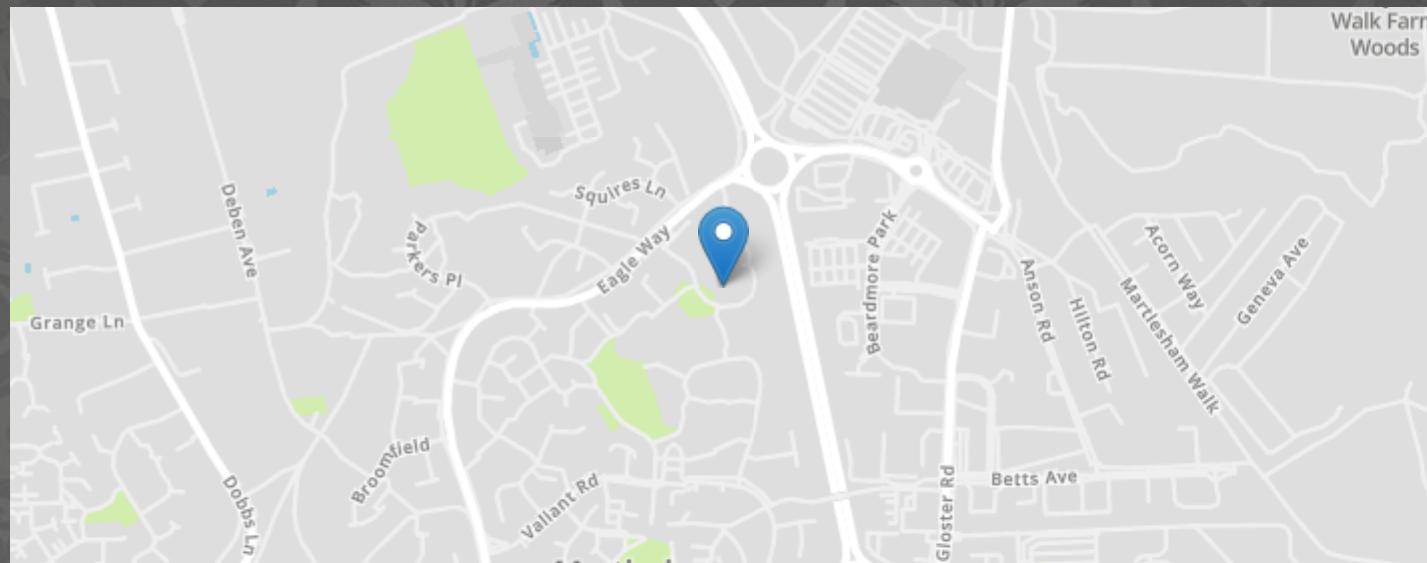 Walk Farm
Woods
Squires Ln
Deben Ave
Parkers Pl
Eagle Way
Beardmore Park
Acorn Way
Geneva Ave
Anson Rd
Hilton Rd
Martlesham Walk
Grange Ln
Broomfield
Dobbs Ln
Valiant Rd
Gloster Rd
Betts Ave